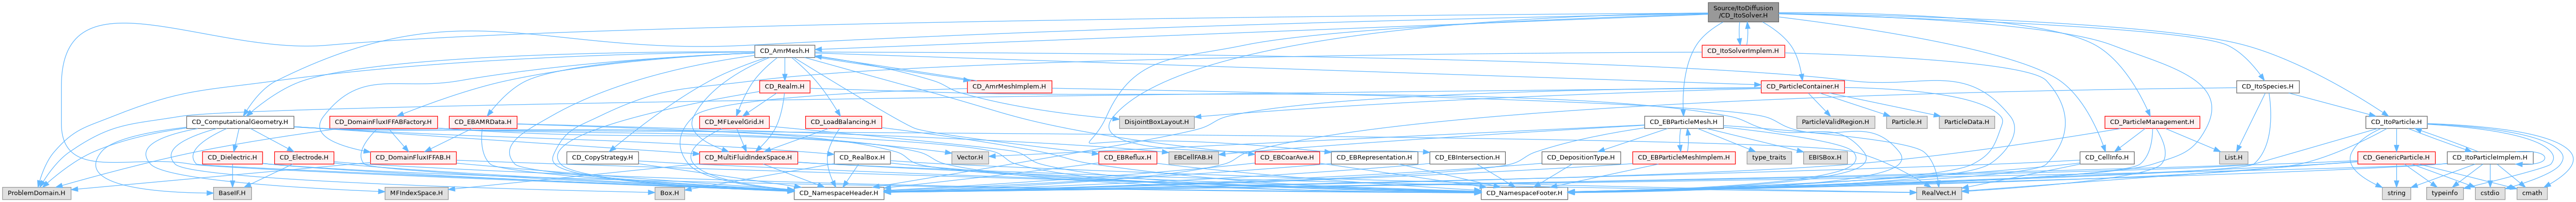 Source/ItoDiffusion
/CD_ItoSolver.H
CD_AmrMesh.H
CD_ItoSolverImplem.H
CD_Realm.H
CD_AmrMeshImplem.H
CD_ParticleContainer.H
CD_ItoSpecies.H
CD_ComputationalGeometry.H
CD_DomainFluxIFFABFactory.H
CD_EBAMRData.H
CD_MFLevelGrid.H
CD_LoadBalancing.H
DisjointBoxLayout.H
CD_EBParticleMesh.H
ParticleValidRegion.H
Particle.H
ParticleData.H
CD_ParticleManagement.H
CD_ItoParticle.H
CD_Dielectric.H
CD_Electrode.H
CD_DomainFluxIFFAB.H
CD_CopyStrategy.H
CD_MultiFluidIndexSpace.H
CD_RealBox.H
Vector.H
CD_EBReflux.H
EBCellFAB.H
CD_EBCoarAve.H
CD_EBRepresentation.H
CD_EBIntersection.H
CD_DepositionType.H
CD_EBParticleMeshImplem.H
type_traits
EBISBox.H
CD_CellInfo.H
List.H
CD_GenericParticle.H
CD_ItoParticleImplem.H
ProblemDomain.H
BaseIF.H
MFIndexSpace.H
Box.H
CD_NamespaceHeader.H
CD_NamespaceFooter.H
RealVect.H
string
typeinfo
cstdio
cmath